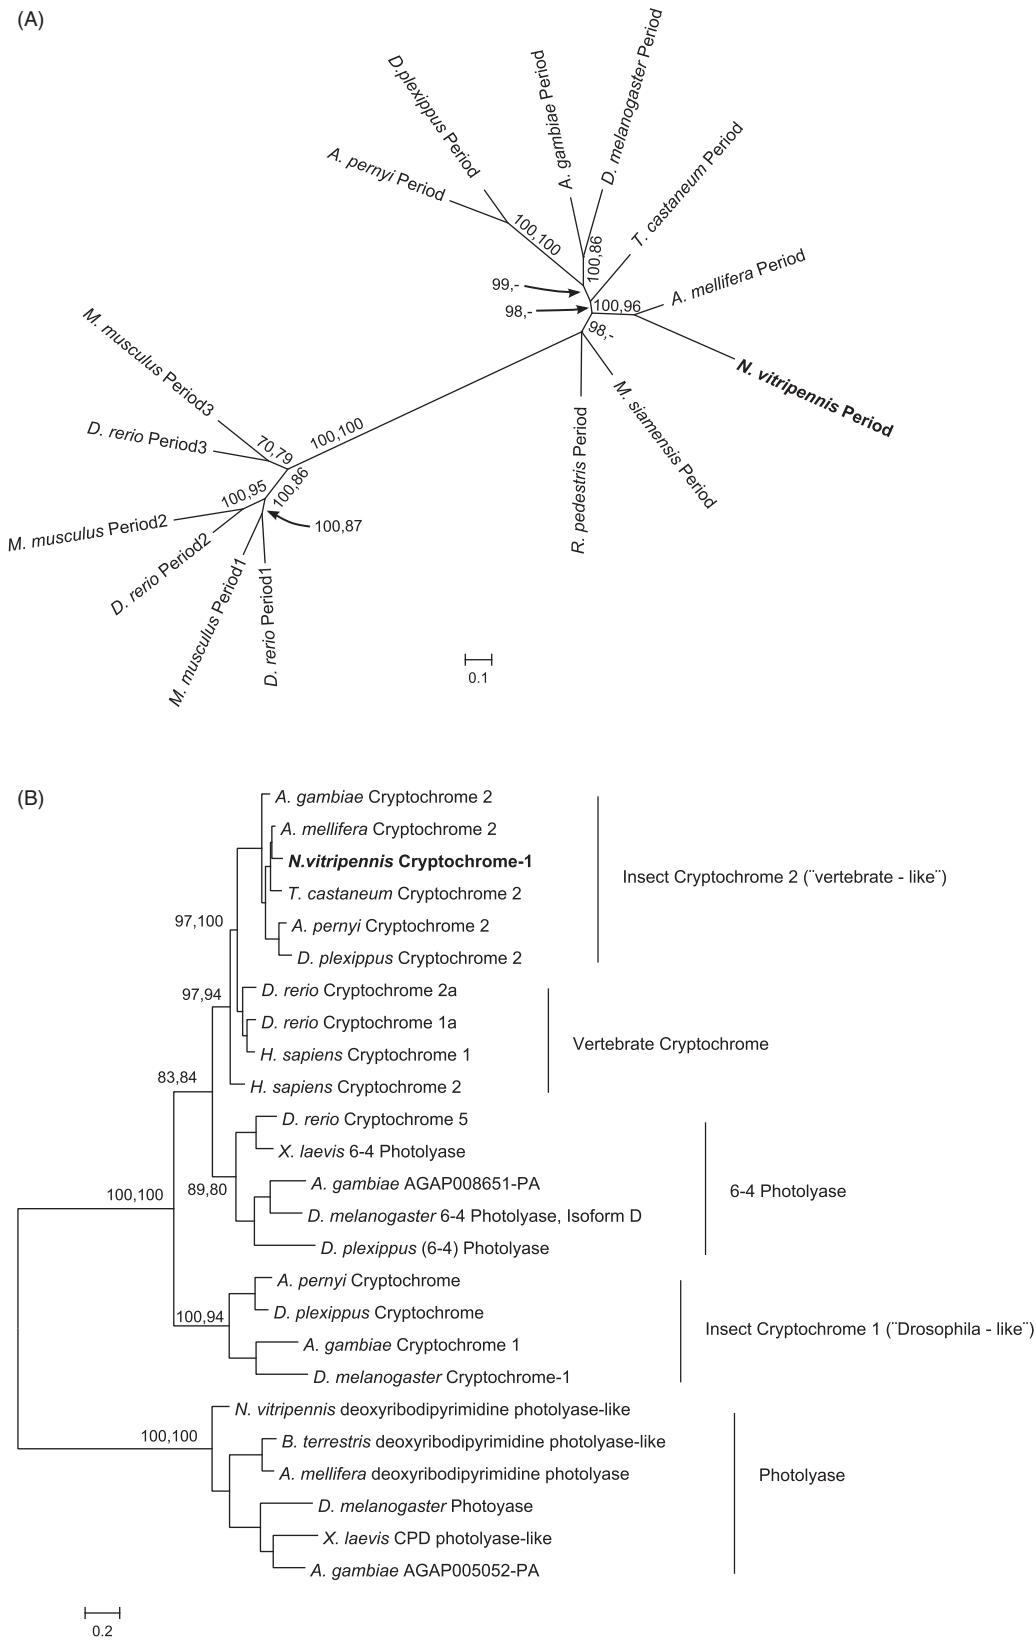 (A)
D.plexippus Period
A. gambiae Period
D. melanogaster Period
A. pernyi Period
T. castaneum Period
100,100
100,86
A. mellifera Period
99,-
98,-
100,96
98,-
N. vitripennis Period
M. musculus Period3
D. rerio Period3
70,79
100,100
M. siamensis Period
R. pedestris Period
100,95
100,86
M. musculus Period2
100,87
D. rerio Period2
M. musculus Period1
D. rerio Period1
0.1
(B)
A. gambiae Cryptochrome 2
A. mellifera Cryptochrome 2
N.vitripennis Cryptochrome-1
Insect Cryptochrome 2 (¨vertebrate - like¨)
T. castaneum Cryptochrome 2
97,100
A. pernyi Cryptochrome 2
D. plexippus Cryptochrome 2
97,94
D. rerio Cryptochrome 2a
D. rerio Cryptochrome 1a
Vertebrate Cryptochrome
H. sapiens Cryptochrome 1
83,84
H. sapiens Cryptochrome 2
D. rerio Cryptochrome 5
X. laevis 6-4 Photolyase
89,80
A. gambiae AGAP008651-PA
6-4 Photolyase
100,100
D. melanogaster 6-4 Photolyase, Isoform D
D. plexippus (6-4) Photolyase
A. pernyi Cryptochrome
100,94
D. plexippus Cryptochrome
Insect Cryptochrome 1 (¨Drosophila - like¨)
A. gambiae Cryptochrome 1
D. melanogaster Cryptochrome-1
N. vitripennis deoxyribodipyrimidine photolyase-like
100,100
B. terrestris deoxyribodipyrimidine photolyase-like
A. mellifera deoxyribodipyrimidine photolyase
Photolyase
D. melanogaster Photoyase
X. laevis CPD photolyase-like
A. gambiae AGAP005052-PA
0.2